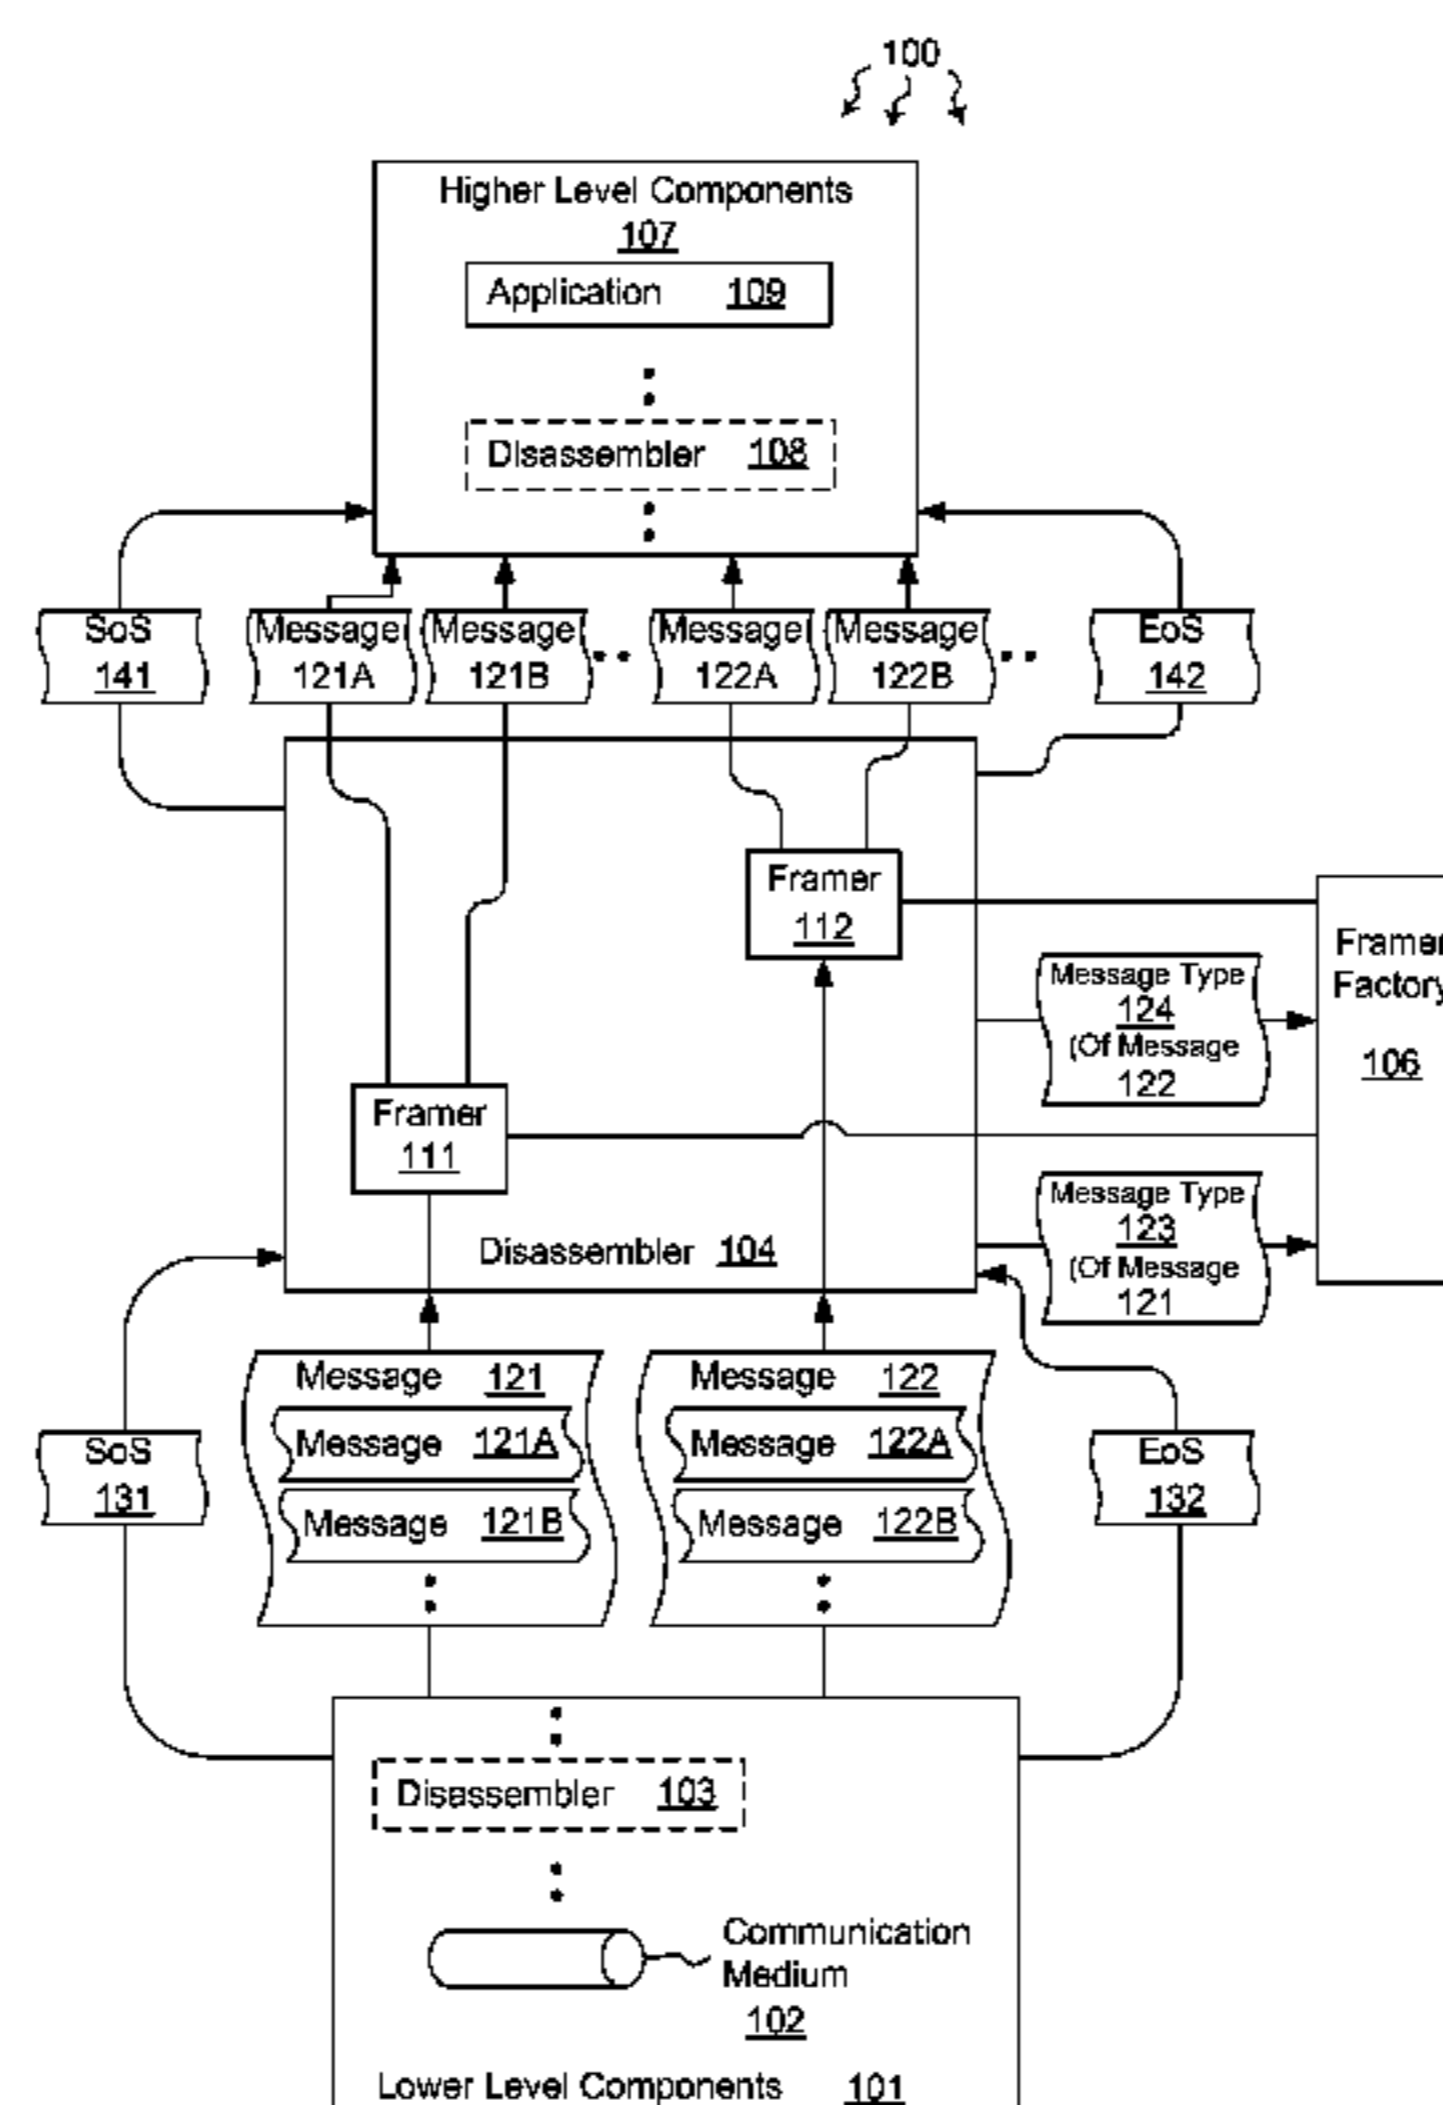 100
Higher Level Components
107
Application 109
Disassembler 108
SoS
141
Message
121A
Message
121B
Message
122A
Message
122B
EoS
142
Framer
112
Framer
Factory
106
Message Type
124
(Of Message
122
Framer
111
Message Type
123
(Of Message
121
Disassembler 104
Message 121
Message 121A
Message 121B
Message 122
Message 122A
Message 122B
SoS
131
EoS
132
Disassembler 103
Communication
Medium
102
Lower Level Components 101